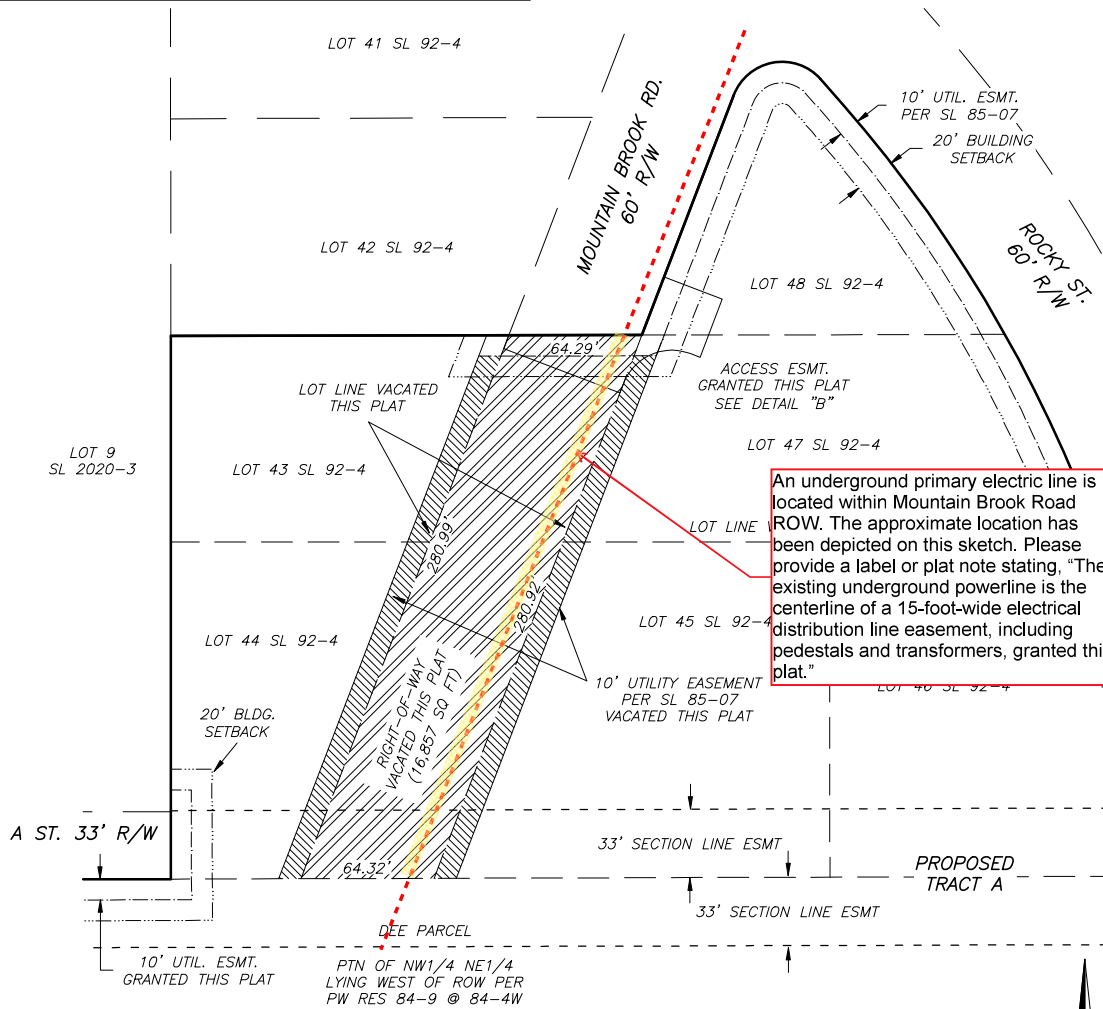 LOT 41 SL 92-4
MOUNTAIN BROOK RD.
60' R/W
10' UTIL. ESMT.
PER SL 85-07
20' BUILDING
SETBACK
ROCKY ST.
60' R/W
LOT 42 SL 92-4
LOT 48 SL 92-4
64.29'
ACCESS ESMT.
GRANTED THIS PLAT
SEE DETAIL "B"
LOT LINE VACATED
THIS PLAT
LOT 9
SL 2020-3
LOT 43 SL 92-4
LOT 47 SL 92-4
An underground primary electric line is
located within Mountain Brook Road
ROW. The approximate location has
been depicted on this sketch. Please
provide a label or plat note stating, “The
existing underground powerline is the
centerline of a 15-foot-wide electrical
distribution line easement, including
pedestals and transformers, granted this
plat.”
LOT LINE
280.99'
280.92'
LOT 44 SL 92-4
LOT 45 SL 92-4
LOT 46 SL 92-4
RIGHT-OF-WAY
VACATED THIS PLAT
(16,857 SQ FT)
10' UTILITY EASEMENT
PER SL 85-07
VACATED THIS PLAT
20' BLDG.
SETBACK
A ST. 33' R/W
33' SECTION LINE ESMT
PROPOSED
TRACT A
64.32'
33' SECTION LINE ESMT
DEE PARCEL
10' UTIL. ESMT.
GRANTED THIS PLAT
PTN OF NW1/4 NE1/4
LYING WEST OF ROW PER
PW RES 84-9 @ 84-4W